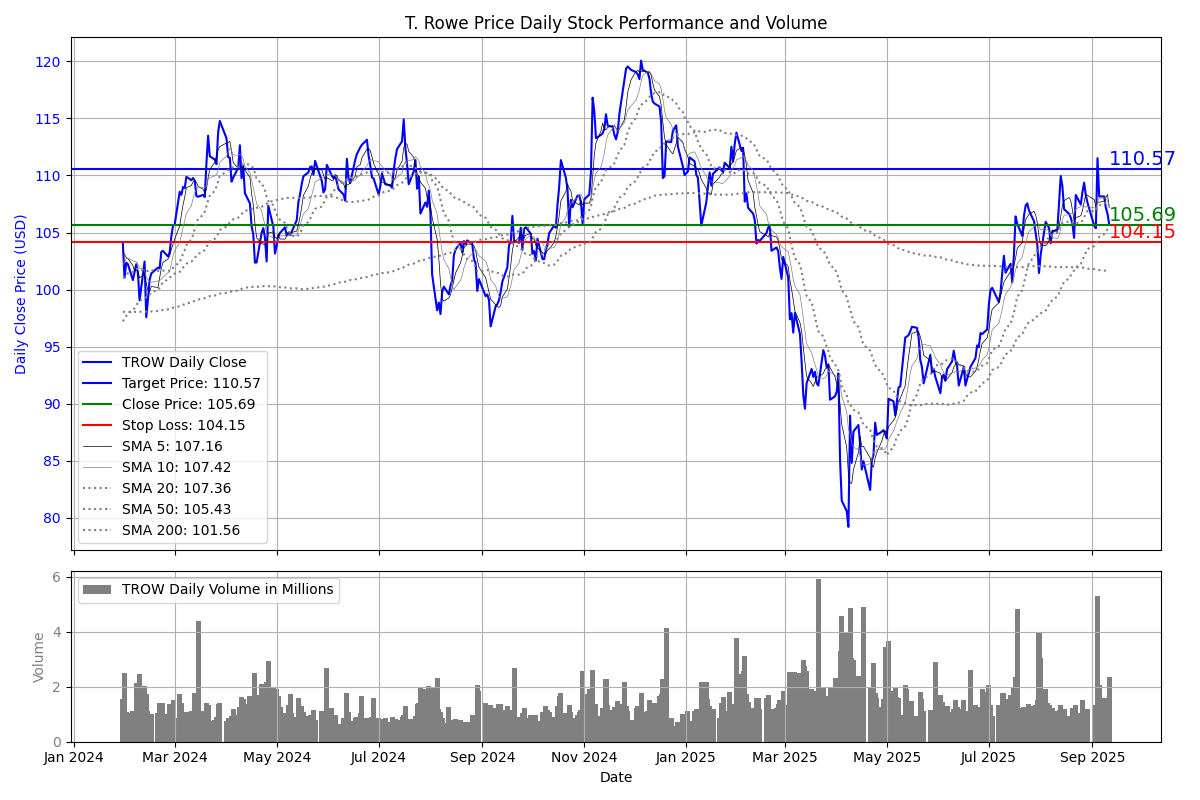 T. Rowe Price Daily Stock Performance and Volume
Daily Close Price (USD)
120
115
110
105
100
95
90
85
80
110.57
105.69
104.15
TROW Daily Close
Target Price: 110.57
Close Price: 105.69
Stop Loss: 104.15
SMA 5: 107.16
SMA 10: 107.42
SMA 20: 107.36
SMA 50: 105.43
SMA 200: 101.56
Volume
6
4
2
0
TROW Daily Volume in Millions
Jan 2024 Mar 2024 May 2024 Jul 2024 Sep 2024 Nov 2024 Jan 2025 Mar 2025 May 2025 Jul 2025 Sep 2025
Date